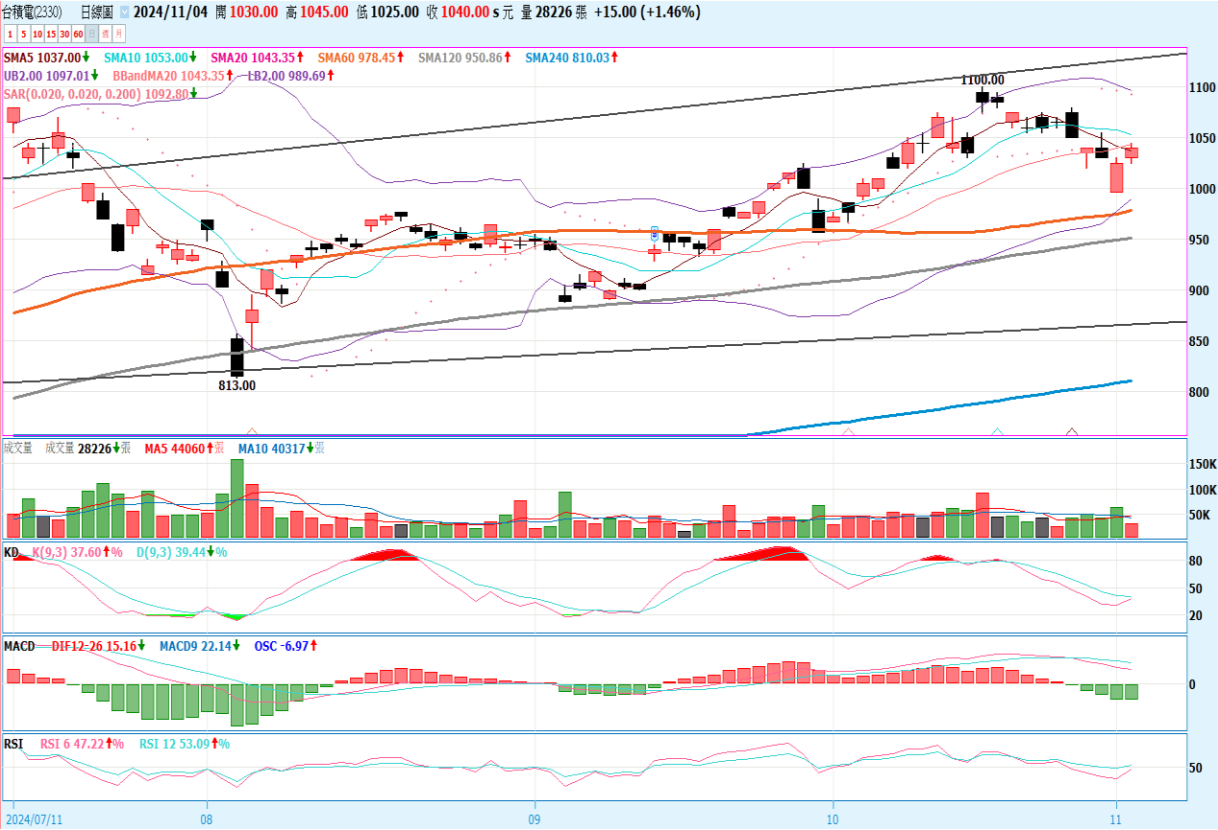 台積電(2330) 日線圖 2024/11/04 開 1030.00 高 1045.00 低 1025.00 收 1040.00 s 元 量 28226 張 +15.00 (+1.46%)
1 5 10 15 30 60 日 週 月
SMA5 1037.00 SMA10 1053.00 SMA20 1043.35 SMA60 978.45 SMA120 950.86 SMA240 810.03
UB2.00 1097.01 BBandMA20 1043.35 LB2.00 989.69
SAR(0.020, 0.020, 0.200) 1092.80
1100.00
1100
1050
1000
950
900
850
813.00
800
成交量 成交量 28226 張 MA5 44060 張 MA10 40317 張
150K
100K
50K
KD K(9,3) 37.60 % D(9,3) 39.44 %
80
50
20
MACD DIF12-26 15.16 MACD9 22.14 OSC -6.97
0
RSI RSI 6 47.22 % RSI 12 53.09 %
50
2024/07/11 08 09 10 11